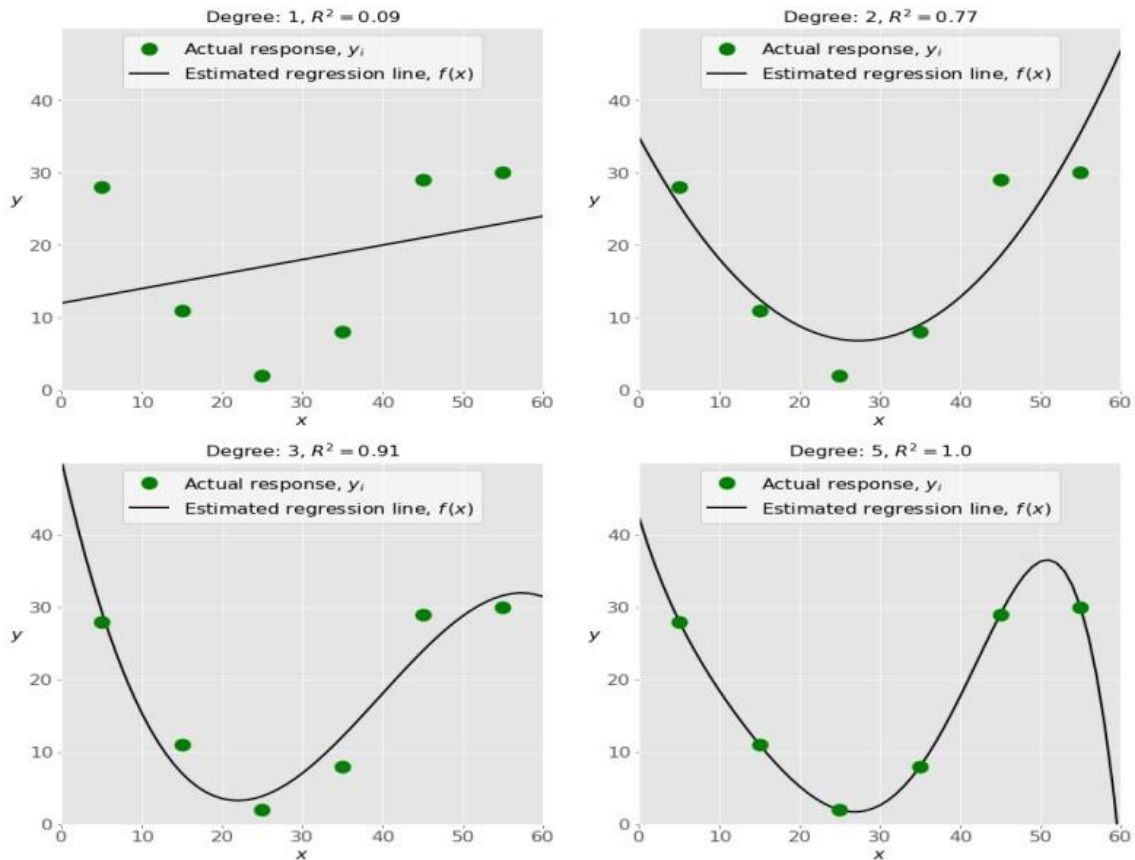 Degree: 1, R² = 0.09
Actual response, yᵢ
Estimated regression line, f(x)
y
40
30
20
10
0
0 10 20 30 40 50 60
x
Degree: 2, R² = 0.77
Actual response, yᵢ
Estimated regression line, f(x)
y
40
30
20
10
0
0 10 20 30 40 50 60
x
Degree: 3, R² = 0.91
Actual response, yᵢ
Estimated regression line, f(x)
y
40
30
20
10
0
0 10 20 30 40 50 60
x
Degree: 5, R² = 1.0
Actual response, yᵢ
Estimated regression line, f(x)
y
40
30
20
10
0
0 10 20 30 40 50 60
x